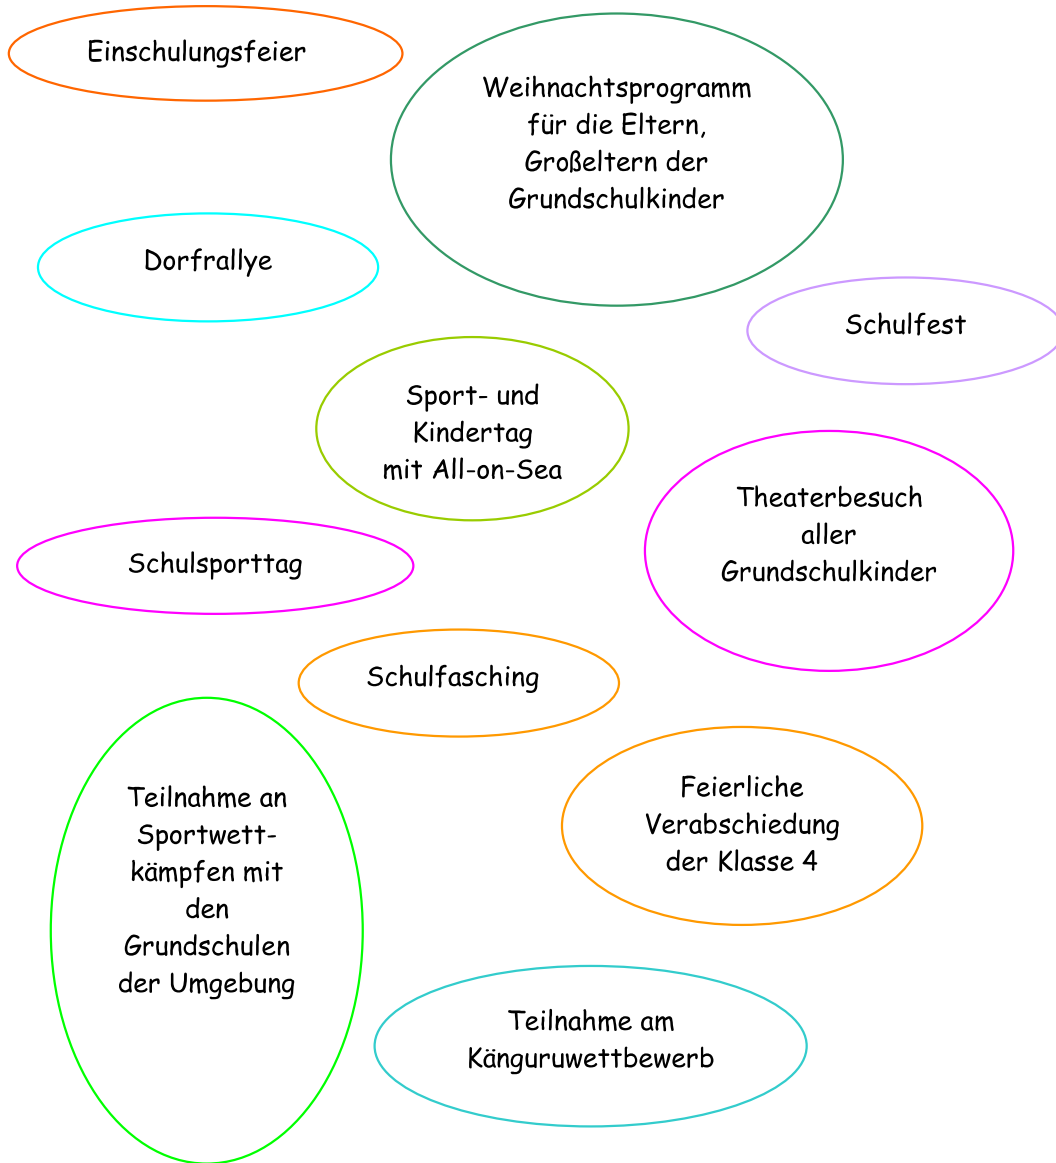 Einschulungsfeier
Weihnachtsprogramm
für die Eltern,
Großeltern der
Grundschulkinder
Dorfrallye
Schulfest
Sport- und
Kindertag
mit All-on-Sea
Theaterbesuch
aller
Grundschulkinder
Schulsporttag
Schulfasching
Teilnahme an
Sportwett-
kämpfen mit
den
Grundschulen
der Umgebung
Feierliche
Verabschiedung
der Klasse 4
Teilnahme am
Känguruwettbewerb